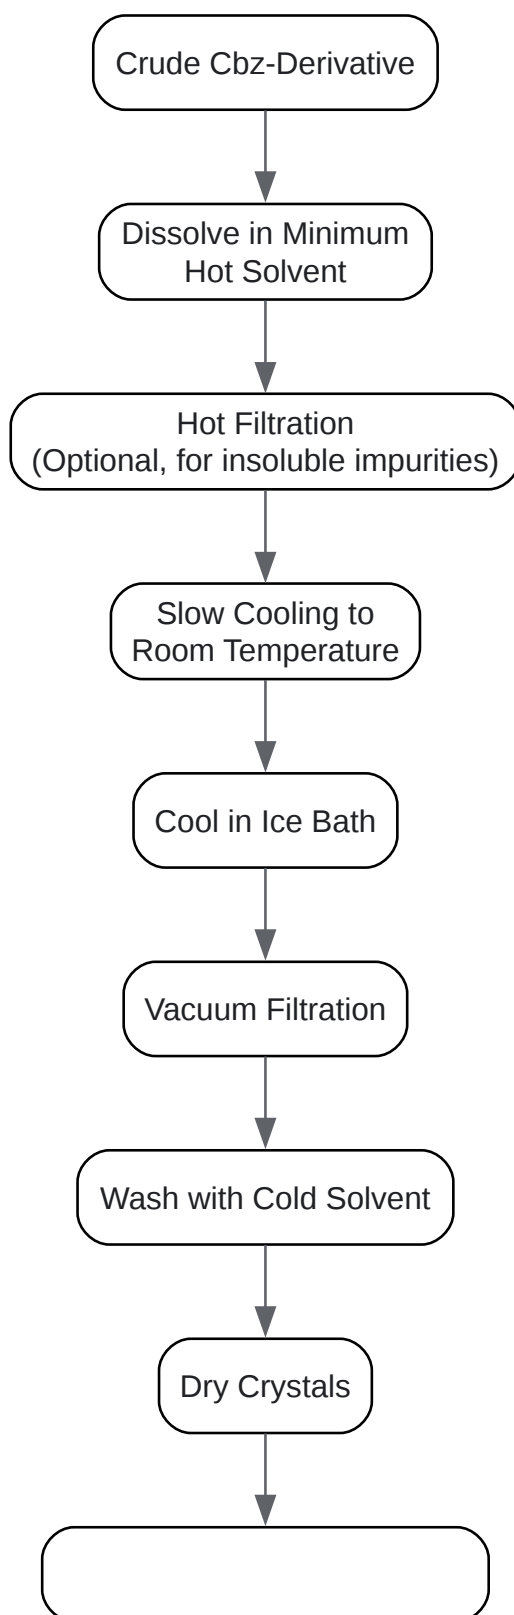 Crude Cbz-Derivative
Dissolve in Minimum
Hot Solvent
Hot Filtration
(Optional, for insoluble impurities)
Slow Cooling to
Room Temperature
Cool in Ice Bath
Vacuum Filtration
Wash with Cold Solvent
Dry Crystals